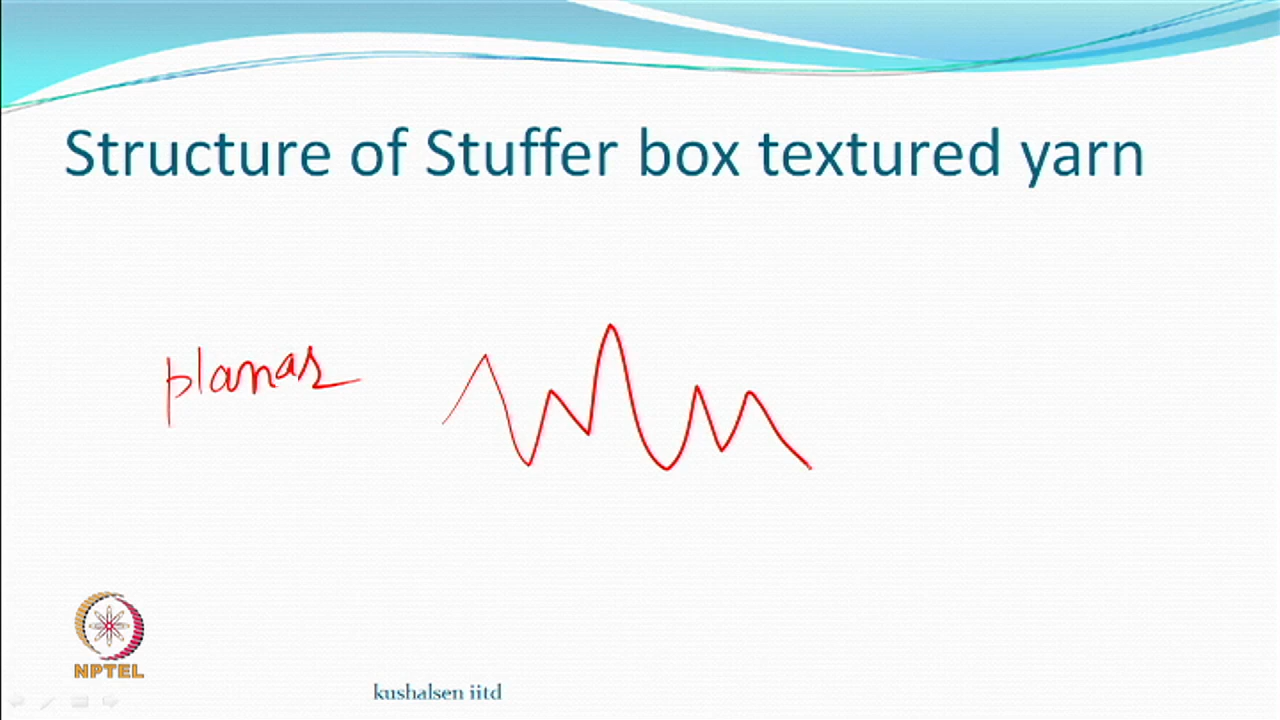 Structure of Stuffer box textured yarn
planar
NPTEL
kushalsen iitd